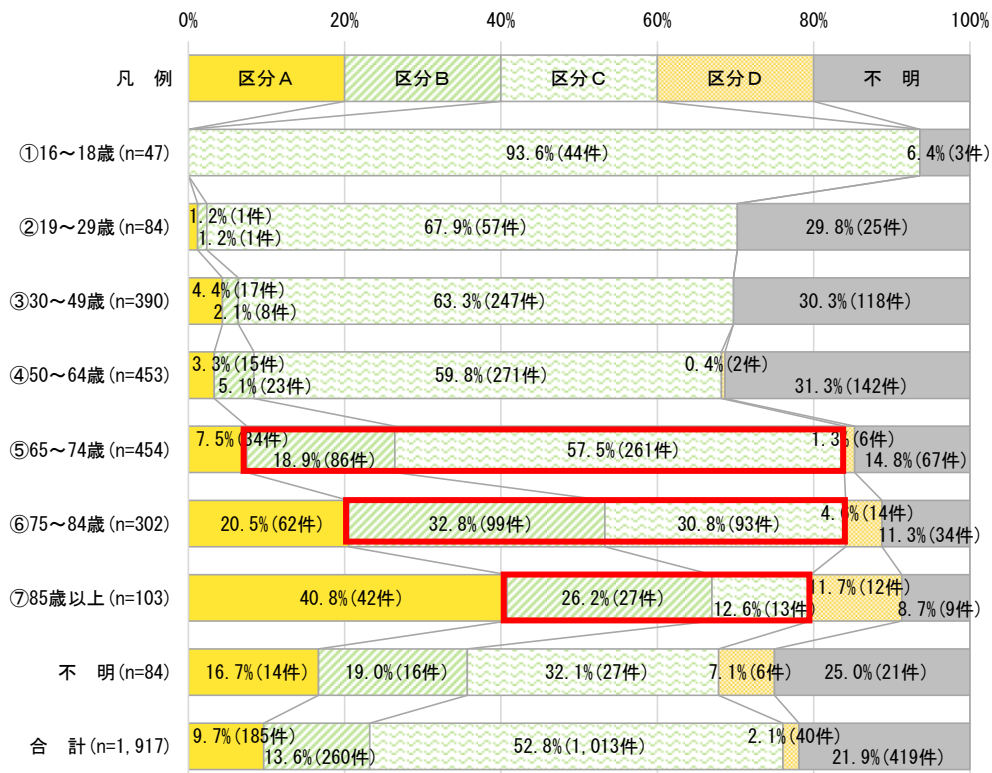 0% 20% 40% 60% 80% 100%
凡 例 区分A 区分B 区分C 区分D 不 明
①16～18歳(n=47) 93.6%(44件) 6.4%(3件)
②19～29歳(n=84) 1.2%(1件) 1.2%(1件) 67.9%(57件) 29.8%(25件)
③30～49歳(n=390) 4.4%(17件) 2.1%(8件) 63.3%(247件) 30.3%(118件)
④50～64歳(n=453) 3.3%(15件) 5.1%(23件) 59.8%(271件) 0.4%(2件) 31.3%(142件)
⑤65～74歳(n=454) 7.5%(34件) 18.9%(86件) 57.5%(261件) 1.3%(6件) 14.8%(67件)
⑥75～84歳(n=302) 20.5%(62件) 32.8%(99件) 30.8%(93件) 4.6%(14件) 11.3%(34件)
⑦85歳以上(n=103) 40.8%(42件) 26.2%(27件) 12.6%(13件) 11.7%(12件) 8.7%(9件)
不 明(n=84) 16.7%(14件) 19.0%(16件) 32.1%(27件) 7.1%(6件) 25.0%(21件)
合 計(n=1,917) 9.7%(185件) 13.6%(260件) 52.8%(1,013件) 2.1%(40件) 21.9%(419件)